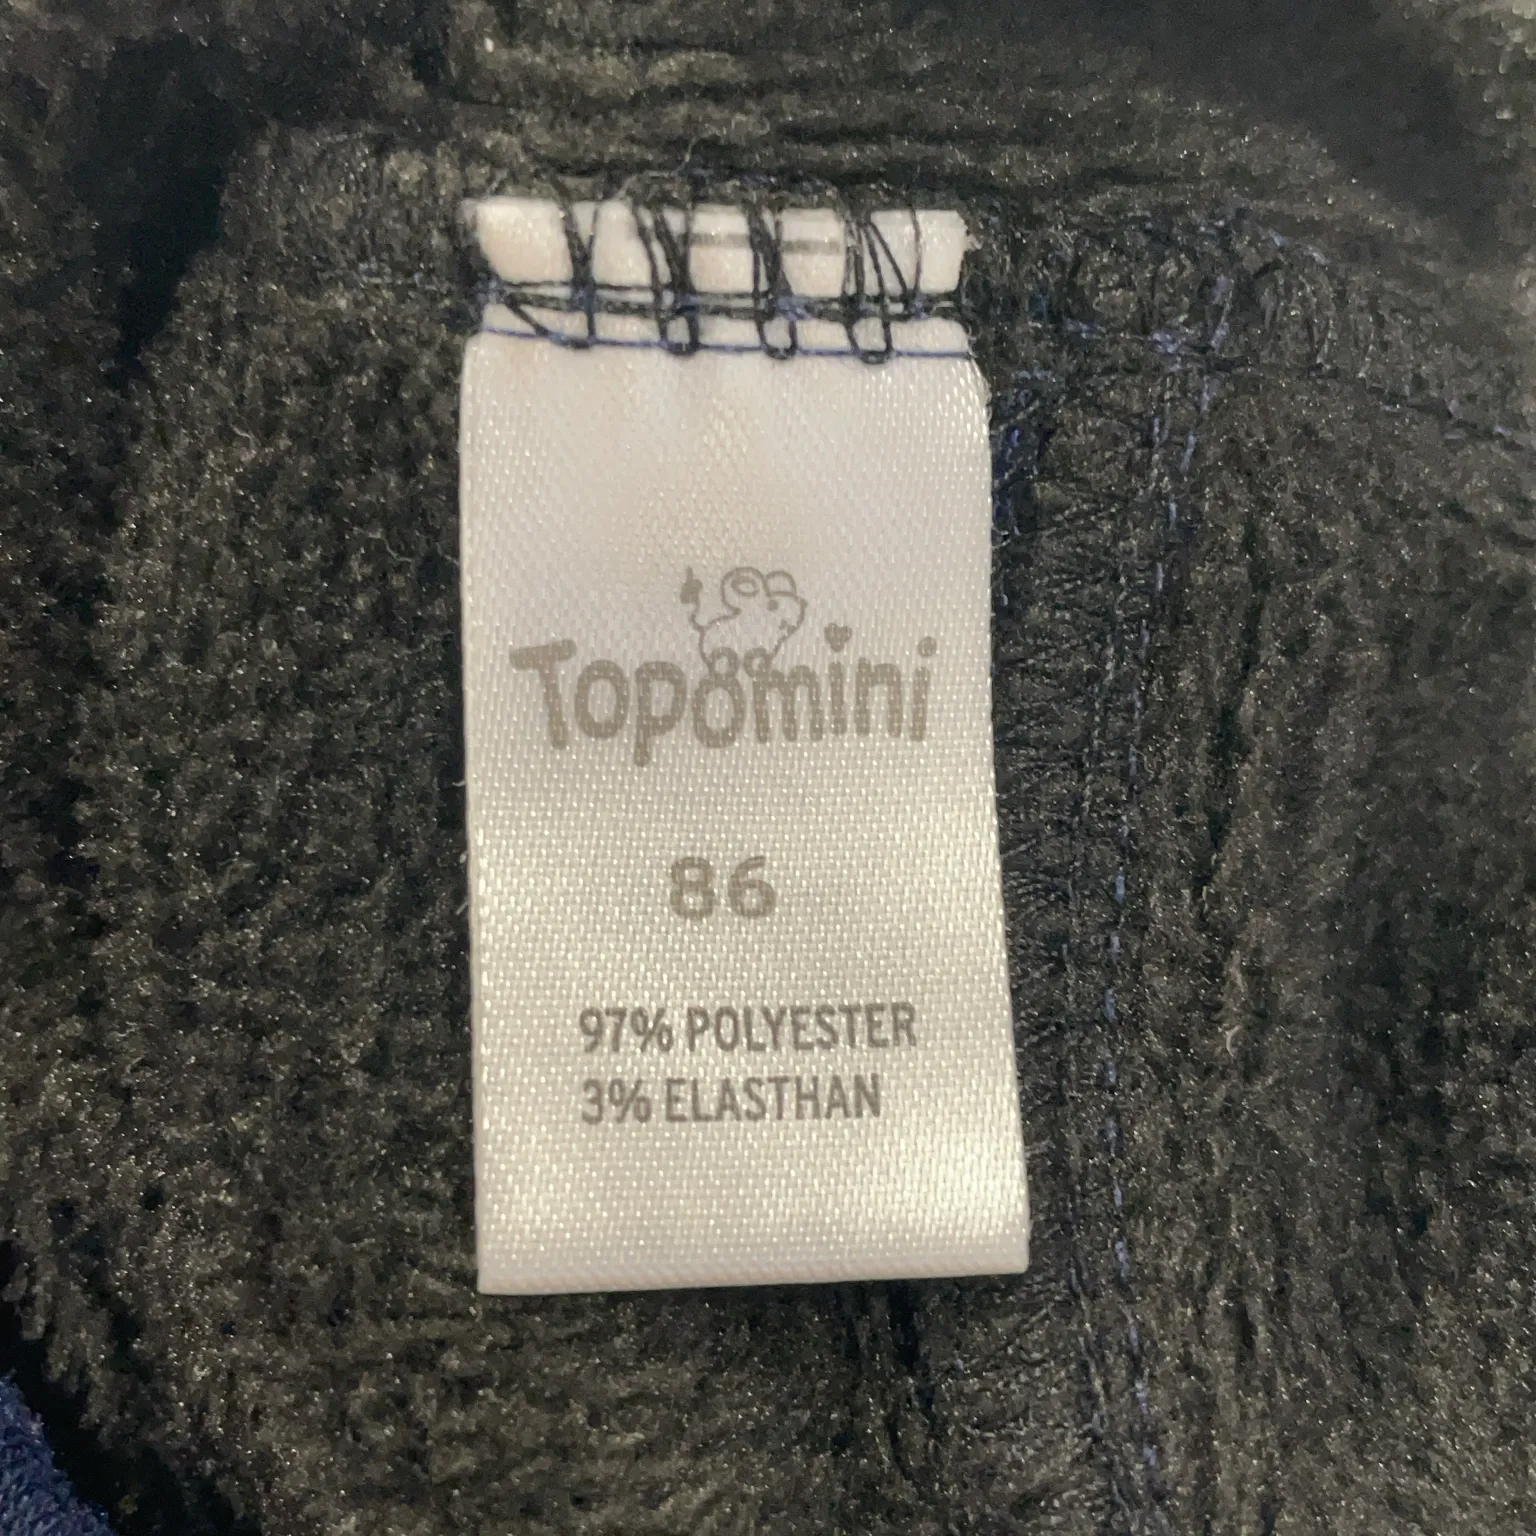 Topomini
86
97% POLYESTER
3% ELASTHAN